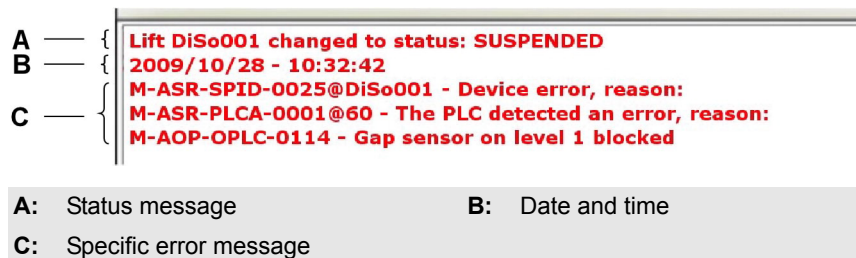 A
Lift DiSo001 changed to status: SUSPENDED
B
2009/10/28 - 10:32:42
C
M-ASR-SPID-0025@DiSo001 - Device error, reason:
M-ASR-PLCA-0001@60 - The PLC detected an error, reason:
M-AOP-OPLC-0114 - Gap sensor on level 1 blocked
A: Status message B: Date and time
C: Specific error message